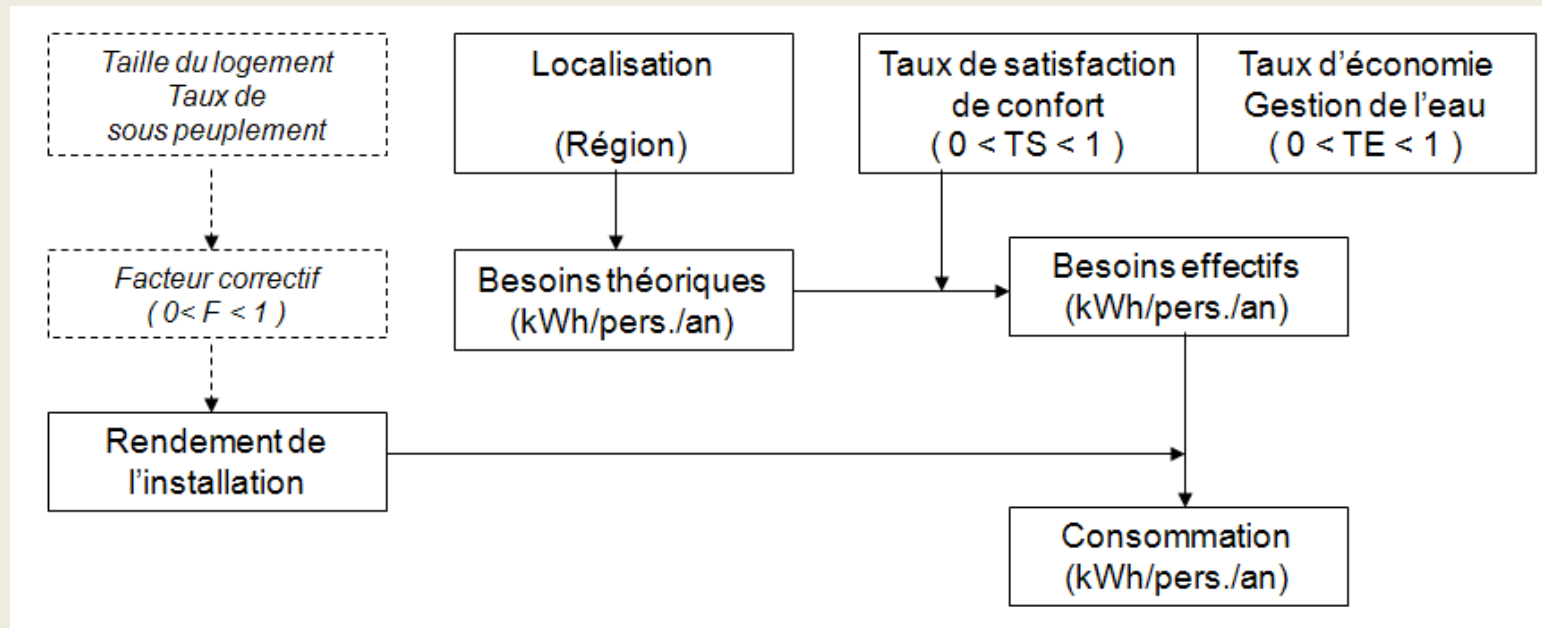 Taille du logement
Taux de
sous peuplement
Localisation
(Région)
Taux de satisfaction
de confort
( 0 < TS < 1 )
Taux d'économie
Gestion de l'eau
( 0 < TE < 1 )
Facteur correctif
( 0< F < 1 )
Besoins théoriques
(kWh/pers./an)
Besoins effectifs
(kWh/pers./an)
Rendement de
l'installation
Consommation
(kWh/pers./an)